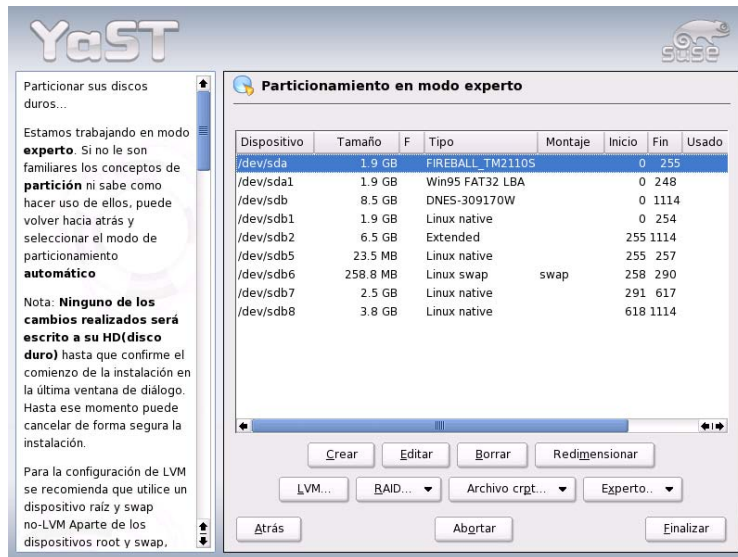 YaST
SUSE
Particionar sus discos
duros...
Estamos trabajando en modo
experto. Si no le son
familiares los conceptos de
partición ni sabe como
hacer uso de ellos, puede
volver hacia atrás y
seleccionar el modo de
particionamiento
automático
Nota: Ninguno de los
cambios realizados será
escrito a su HD(disco
duro) hasta que confirme el
comienzo de la instalación en
la última ventana de diálogo.
Hasta ese momento puede
cancelar de forma segura la
instalación.
Para la configuración de LVM
se recomienda que utilice un
dispositivo raíz y swap
no-LVM Aparte de los
dispositivos root y swap,
Particionamiento en modo experto
Dispositivo Tamaño F Tipo Montaje Inicio Fin Usado
/dev/sda 1.9 GB FIREBALL_TM2110S 0 255
/dev/sda1 1.9 GB Win95 FAT32 LBA 0 248
/dev/sdb 8.5 GB DNES-309170W 0 1114
/dev/sdb1 1.9 GB Linux native 0 254
/dev/sdb2 6.5 GB Extended 255 1114
/dev/sdb5 23.5 MB Linux native 255 257
/dev/sdb6 258.8 MB Linux swap swap 258 290
/dev/sdb7 2.5 GB Linux native 291 617
/dev/sdb8 3.8 GB Linux native 618 1114
Crear Editar Borrar Redimensionar
LVM... RAID... Archivo crpt... Experto..
Atrás Abortar Finalizar